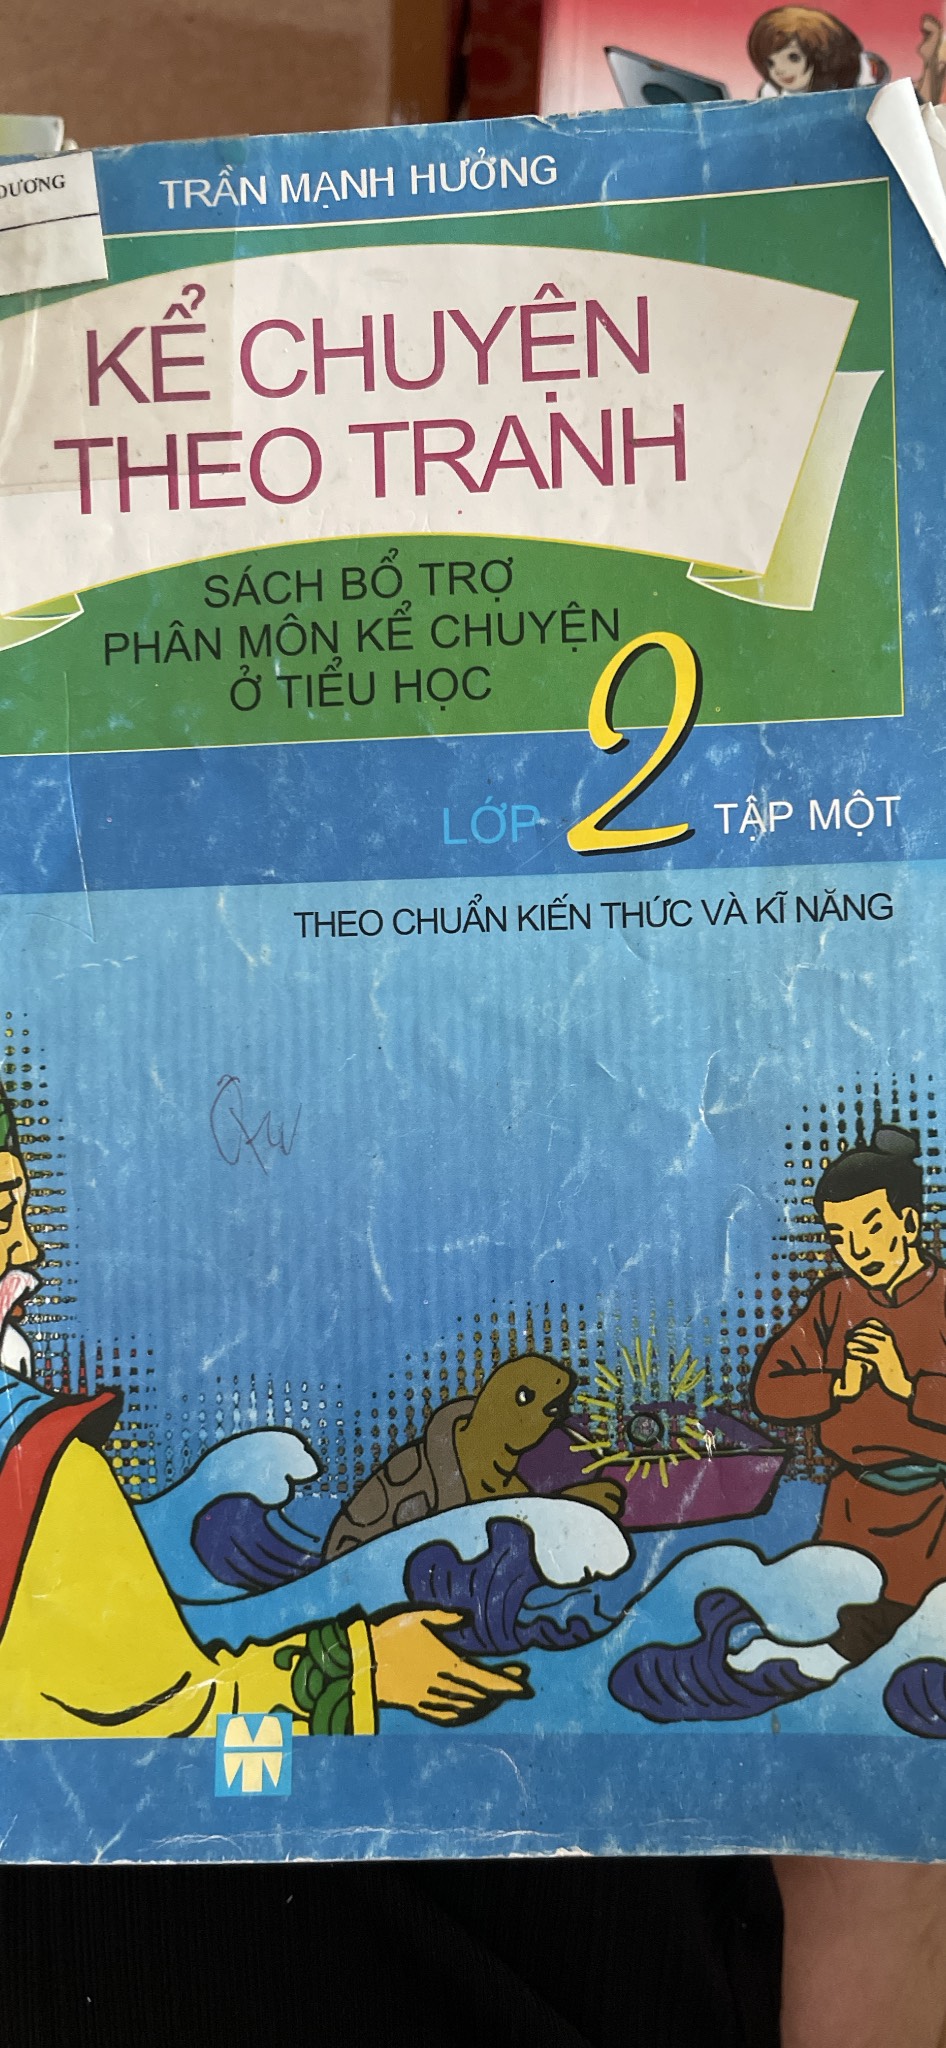 DƯƠNG
TRẦN MẠNH HƯỞNG
KỂ CHUYỆN
THEO TRANH
SÁCH BỔ TRỢ
PHÂN MÔN KỂ CHUYỆN
Ở TIỂU HỌC
LỚP 2 TẬP MỘT
THEO CHUẨN KIẾN THỨC VÀ KĨ NĂNG